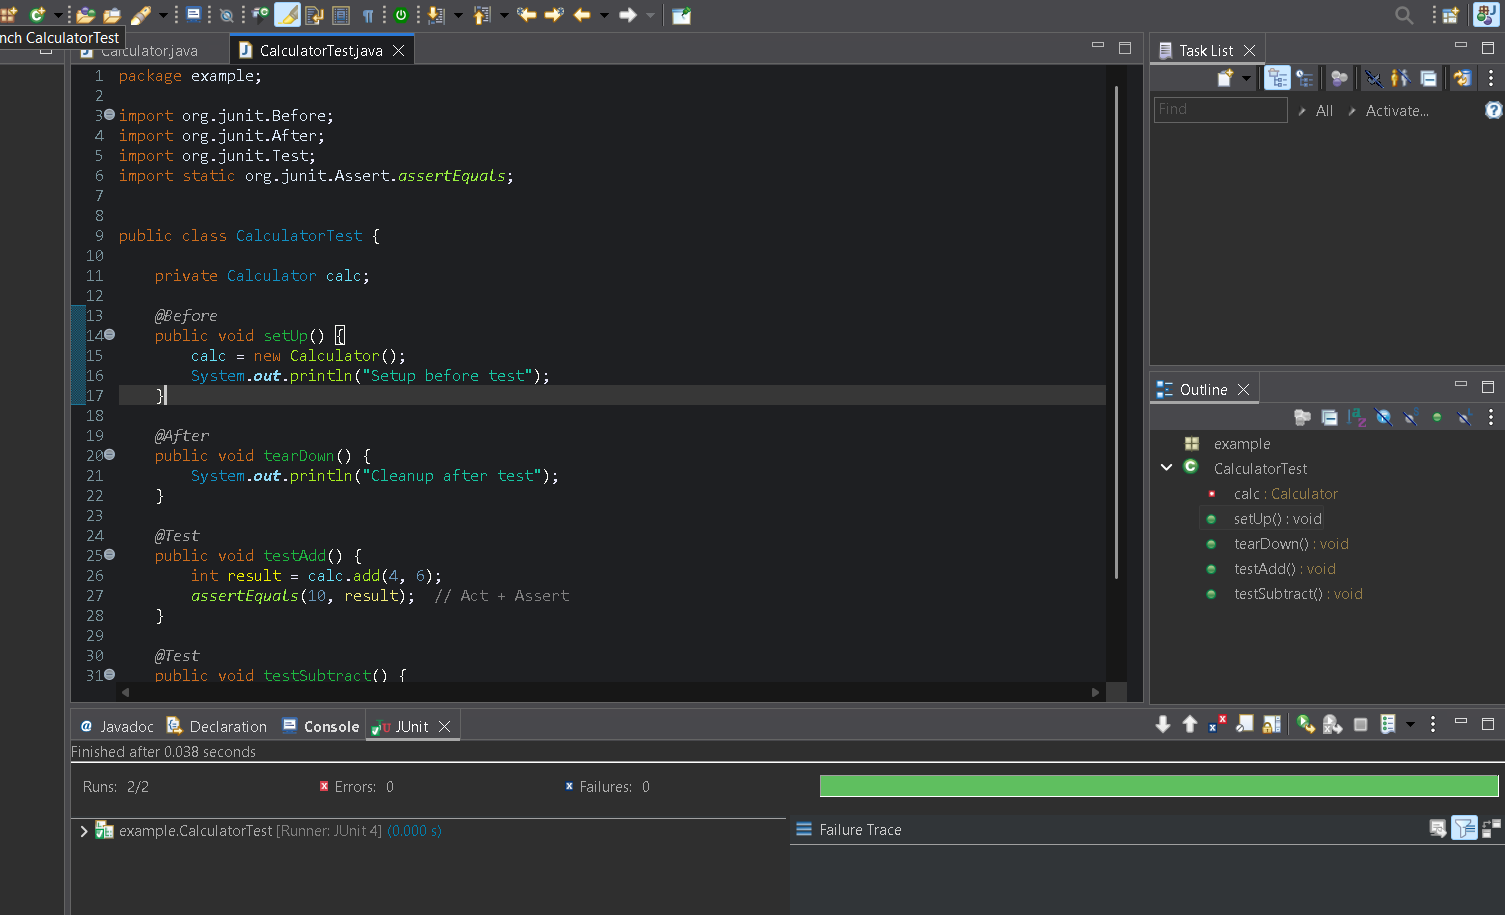 nch CalculatorTest
Calculator.java
CalculatorTest.java
1 package example;
2
3 import org.junit.Before;
4 import org.junit.After;
5 import org.junit.Test;
6 import static org.junit.Assert.assertEquals;
7
8
9 public class CalculatorTest {
10
11 private Calculator calc;
12
13 @Before
14 public void setUp() {
15 calc = new Calculator();
16 System.out.println("Setup before test");
17 }
18
19 @After
20 public void tearDown() {
21 System.out.println("Cleanup after test");
22 }
23
24 @Test
25 public void testAdd() {
26 int result = calc.add(4, 6);
27 assertEquals(10, result); // Act + Assert
28 }
29
30 @Test
31 public void testSubtract() {
Task List
Find
All
Activate...
Outline
example
CalculatorTest
calc : Calculator
setUp() : void
tearDown() : void
testAdd() : void
testSubtract() : void
@ Javadoc
Declaration
Console
JUnit
Finished after 0.038 seconds
Runs: 2/2
Errors: 0
Failures: 0
example.CalculatorTest [Runner: JUnit 4] (0.000 s)
Failure Trace